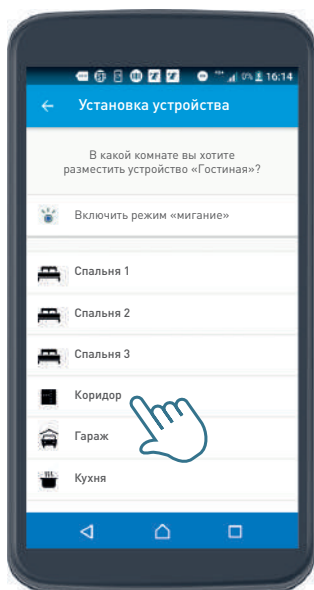 0% 16:14
Установка устройства
В какой комнате вы хотите
разместить устройство «Гостиная»?
Включить режим «мигание»
Спальня 1
Спальня 2
Спальня 3
Коридор
Гараж
Кухня